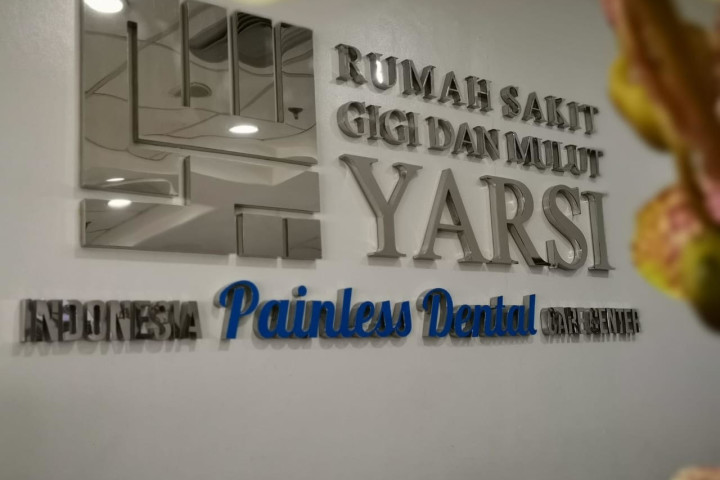 RUMAH SAKIT
GIGI DAN MULUT
YARSI
INDONESIA Painless Dental CARE CENTER